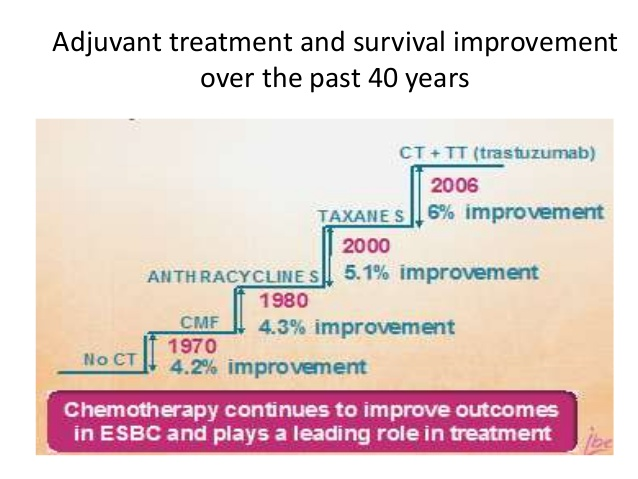 Adjuvant treatment and survival improvement
over the past 40 years
CT + TT (trastuzumab)
2006
6% improvement
TAXANES
2000
5.1% improvement
ANTHRACYCLINES
1980
4.3% improvement
CMF
1970
4.2% improvement
No CT
Chemotherapy continues to improve outcomes
in ESBC and plays a leading role in treatment